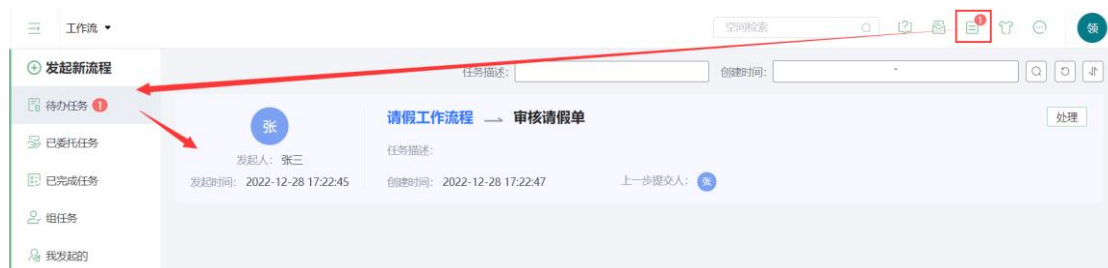 工作流
空间检索
1
领
发起新流程
任务描述：
创建时间：
-
待办任务 1
已委托任务
已完成任务
组任务
我发起的
张
发起人： 张三
发起时间： 2022-12-28 17:22:45
请假工作流程 审核请假单
处理
任务描述：
创建时间： 2022-12-28 17:22:47
上一步提交人： 张